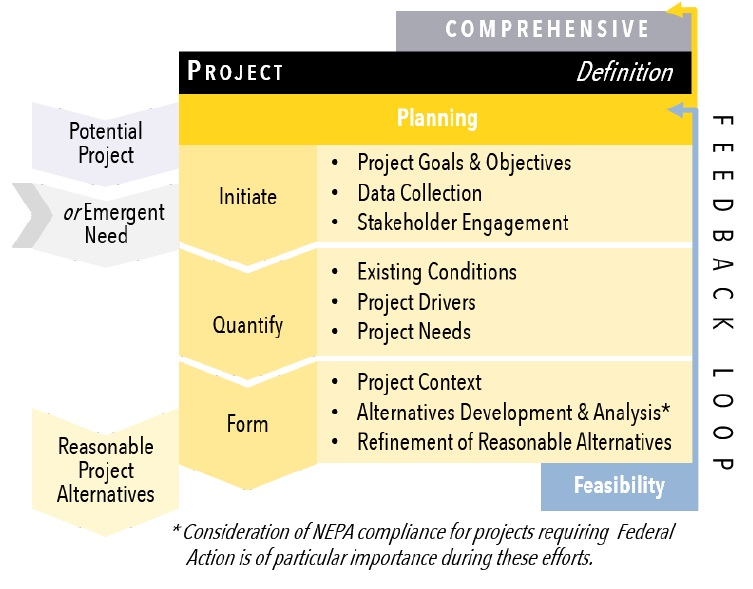 COMPREHENSIVE
PROJECT Definition
Planning
Potential
Project
or Emergent
Need
Initiate
• Project Goals & Objectives
• Data Collection
• Stakeholder Engagement
Quantify
• Existing Conditions
• Project Drivers
• Project Needs
Form
• Project Context
• Alternatives Development & Analysis*
• Refinement of Reasonable Alternatives
Reasonable
Project
Alternatives
Feasibility
FEEDBACK LOOP
* Consideration of NEPA compliance for projects requiring Federal
Action is of particular importance during these efforts.